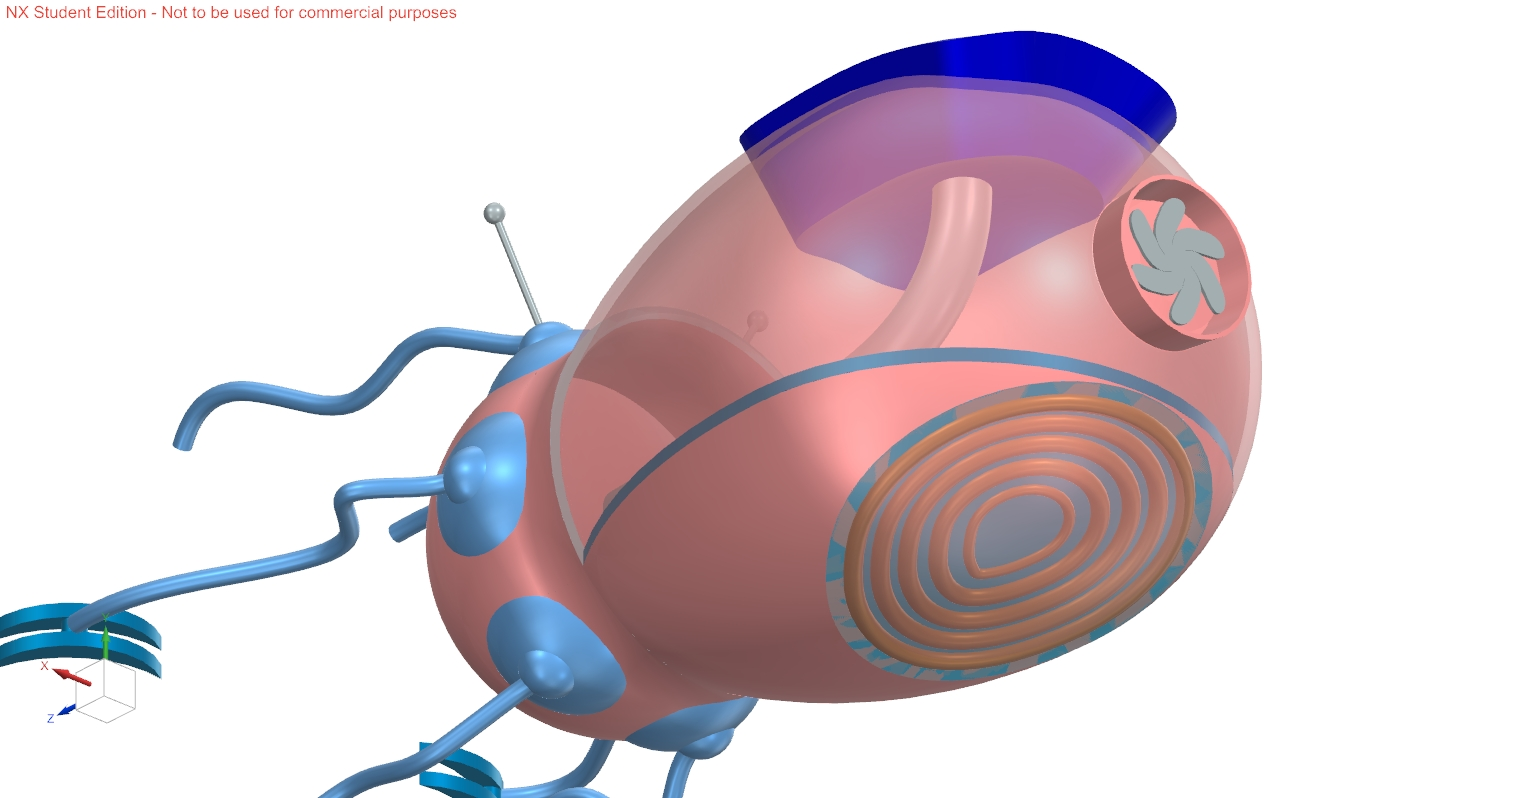 NX Student Edition - Not to be used for commercial purposes
X
Z